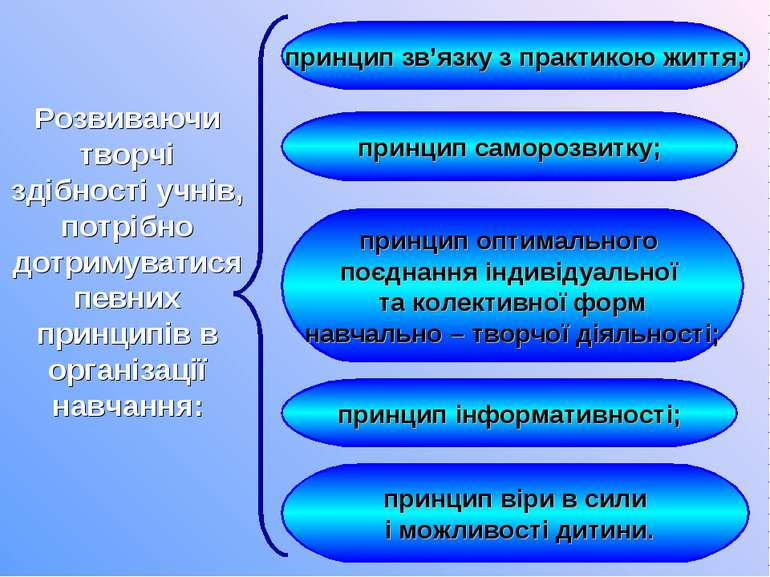 Розвиваючи
творчі
здібності учнів,
потрібно
дотримуватися
певних
принципів в
організації
навчання:
принцип зв’язку з практикою життя;
принцип саморозвитку;
принцип оптимального
поєднання індивідуальної
та колективної форм
навчально – творчої діяльності;
принцип інформативності;
принцип віри в сили
і можливості дитини.